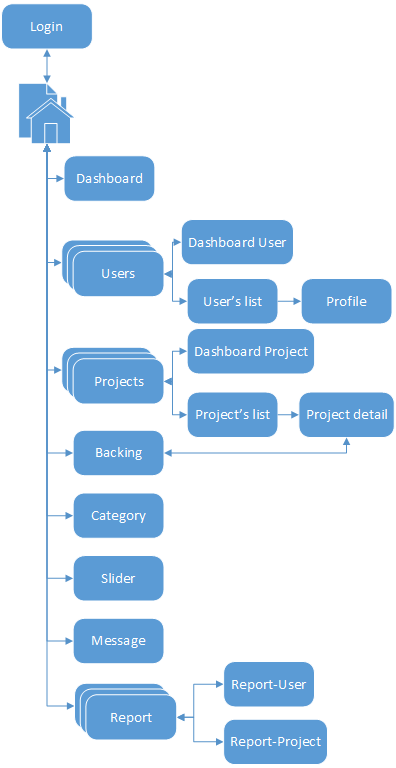 Login
Dashboard
Dashboard User
Users
User's list
Profile
Dashboard Project
Projects
Project's list
Project detail
Backing
Category
Slider
Message
Report-User
Report
Report-Project